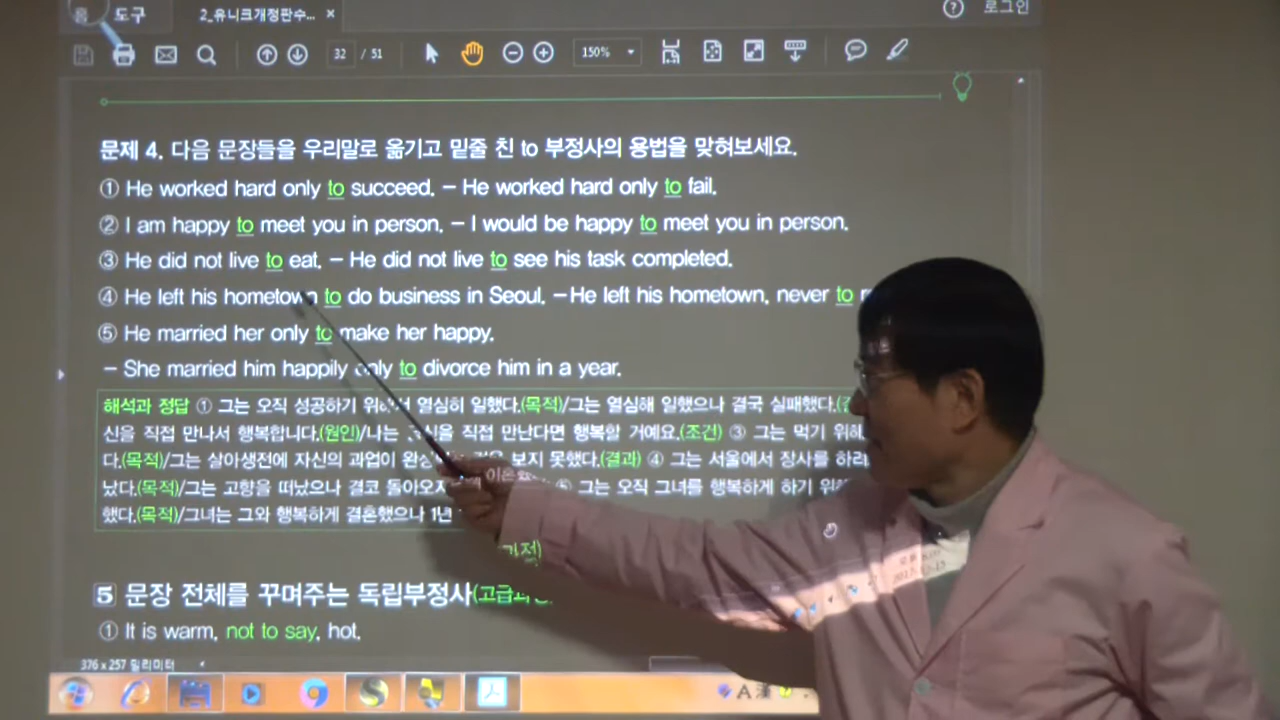 홈 도구 2_유니크개정판수... × ? 로그인
32 / 51 150%
문제 4. 다음 문장들을 우리말로 옮기고 밑줄 친 to 부정사의 용법을 맞혀보세요.
① He worked hard only to succeed. – He worked hard only to fail.
② I am happy to meet you in person. – I would be happy to meet you in person.
③ He did not live to eat. – He did not live to see his task completed.
④ He left his hometown to do business in Seoul. –He left his hometown, never to
⑤ He married her only to make her happy.
– She married him happily only to divorce him in a year.
해석과 정답 ① 그는 오직 성공하기 위해서 열심히 일했다.(목적)/그는 열심해 일했으나 결국 실패했다.
신을 직접 만나서 행복합니다.(원인)/나는 직접 만난다면 행복할 거예요.(조건) ③ 그는 먹기 위해
다.(목적)/그는 살아생전에 자신의 과업이 보지 못했다.(결과) ④ 그는 서울에서 장사를 하려
났다.(목적)/그는 고향을 떠났으나 결코 ⑤ 그는 오직 그녀를 행복하게 하기 위해
했다.(목적)/그녀는 그와 행복하게 결혼했으나 1년
5 문장 전체를 꾸며주는 독립부정사
① It is warm, not to say, hot.
376 x 257 밀리미터
A 漢